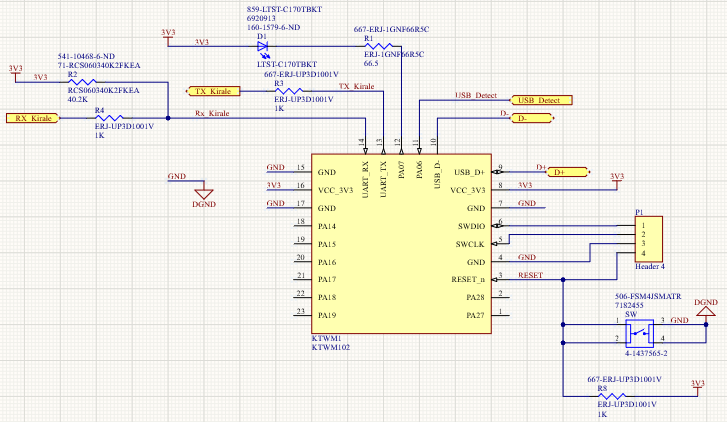 859-LTST-C170TBKT
6920913
160-1579-6-ND
D1
3V3
3V3
LTST-C170TBKT
667-ERJ-1GNF66R5C
R1
ERJ-1GNF66R5C
66.5
541-10468-6-ND
71-RCS060340K2FKEA
R2
RCS060340K2FKEA
40.2K
3V3
3V3
667-ERJ-UP3D1001V
R3
ERJ-UP3D1001V
1K
TX_Kirale
TX_Kirale
RX_Kirale
R4
ERJ-UP3D1001V
1K
Rx_Kirale
USB_Detect
USB_Detect
D-
D-
14
13
12
11
10
UART_RX
UART_TX
PA07
PA06
USB_D-
GND
15
GND
3V3
16
VCC_3V3
GND
17
GND
18
PA14
19
PA15
20
PA16
21
PA17
22
PA18
23
PA19
USB_D+
9
D+
D+
VCC_3V3
8
3V3
3V3
GND
7
GND
SWDIO
6
SWCLK
5
GND
4
GND
RESET_n
3
RESET
PA28
2
PA27
1
KTWM1
KTWM102
GND
DGND
P1
1
2
3
4
Header 4
506-FSM4JSMATR
7182455
SW
1
2
3
4
GND
DGND
4-1437565-2
667-ERJ-UP3D1001V
R8
ERJ-UP3D1001V
1K
3V3